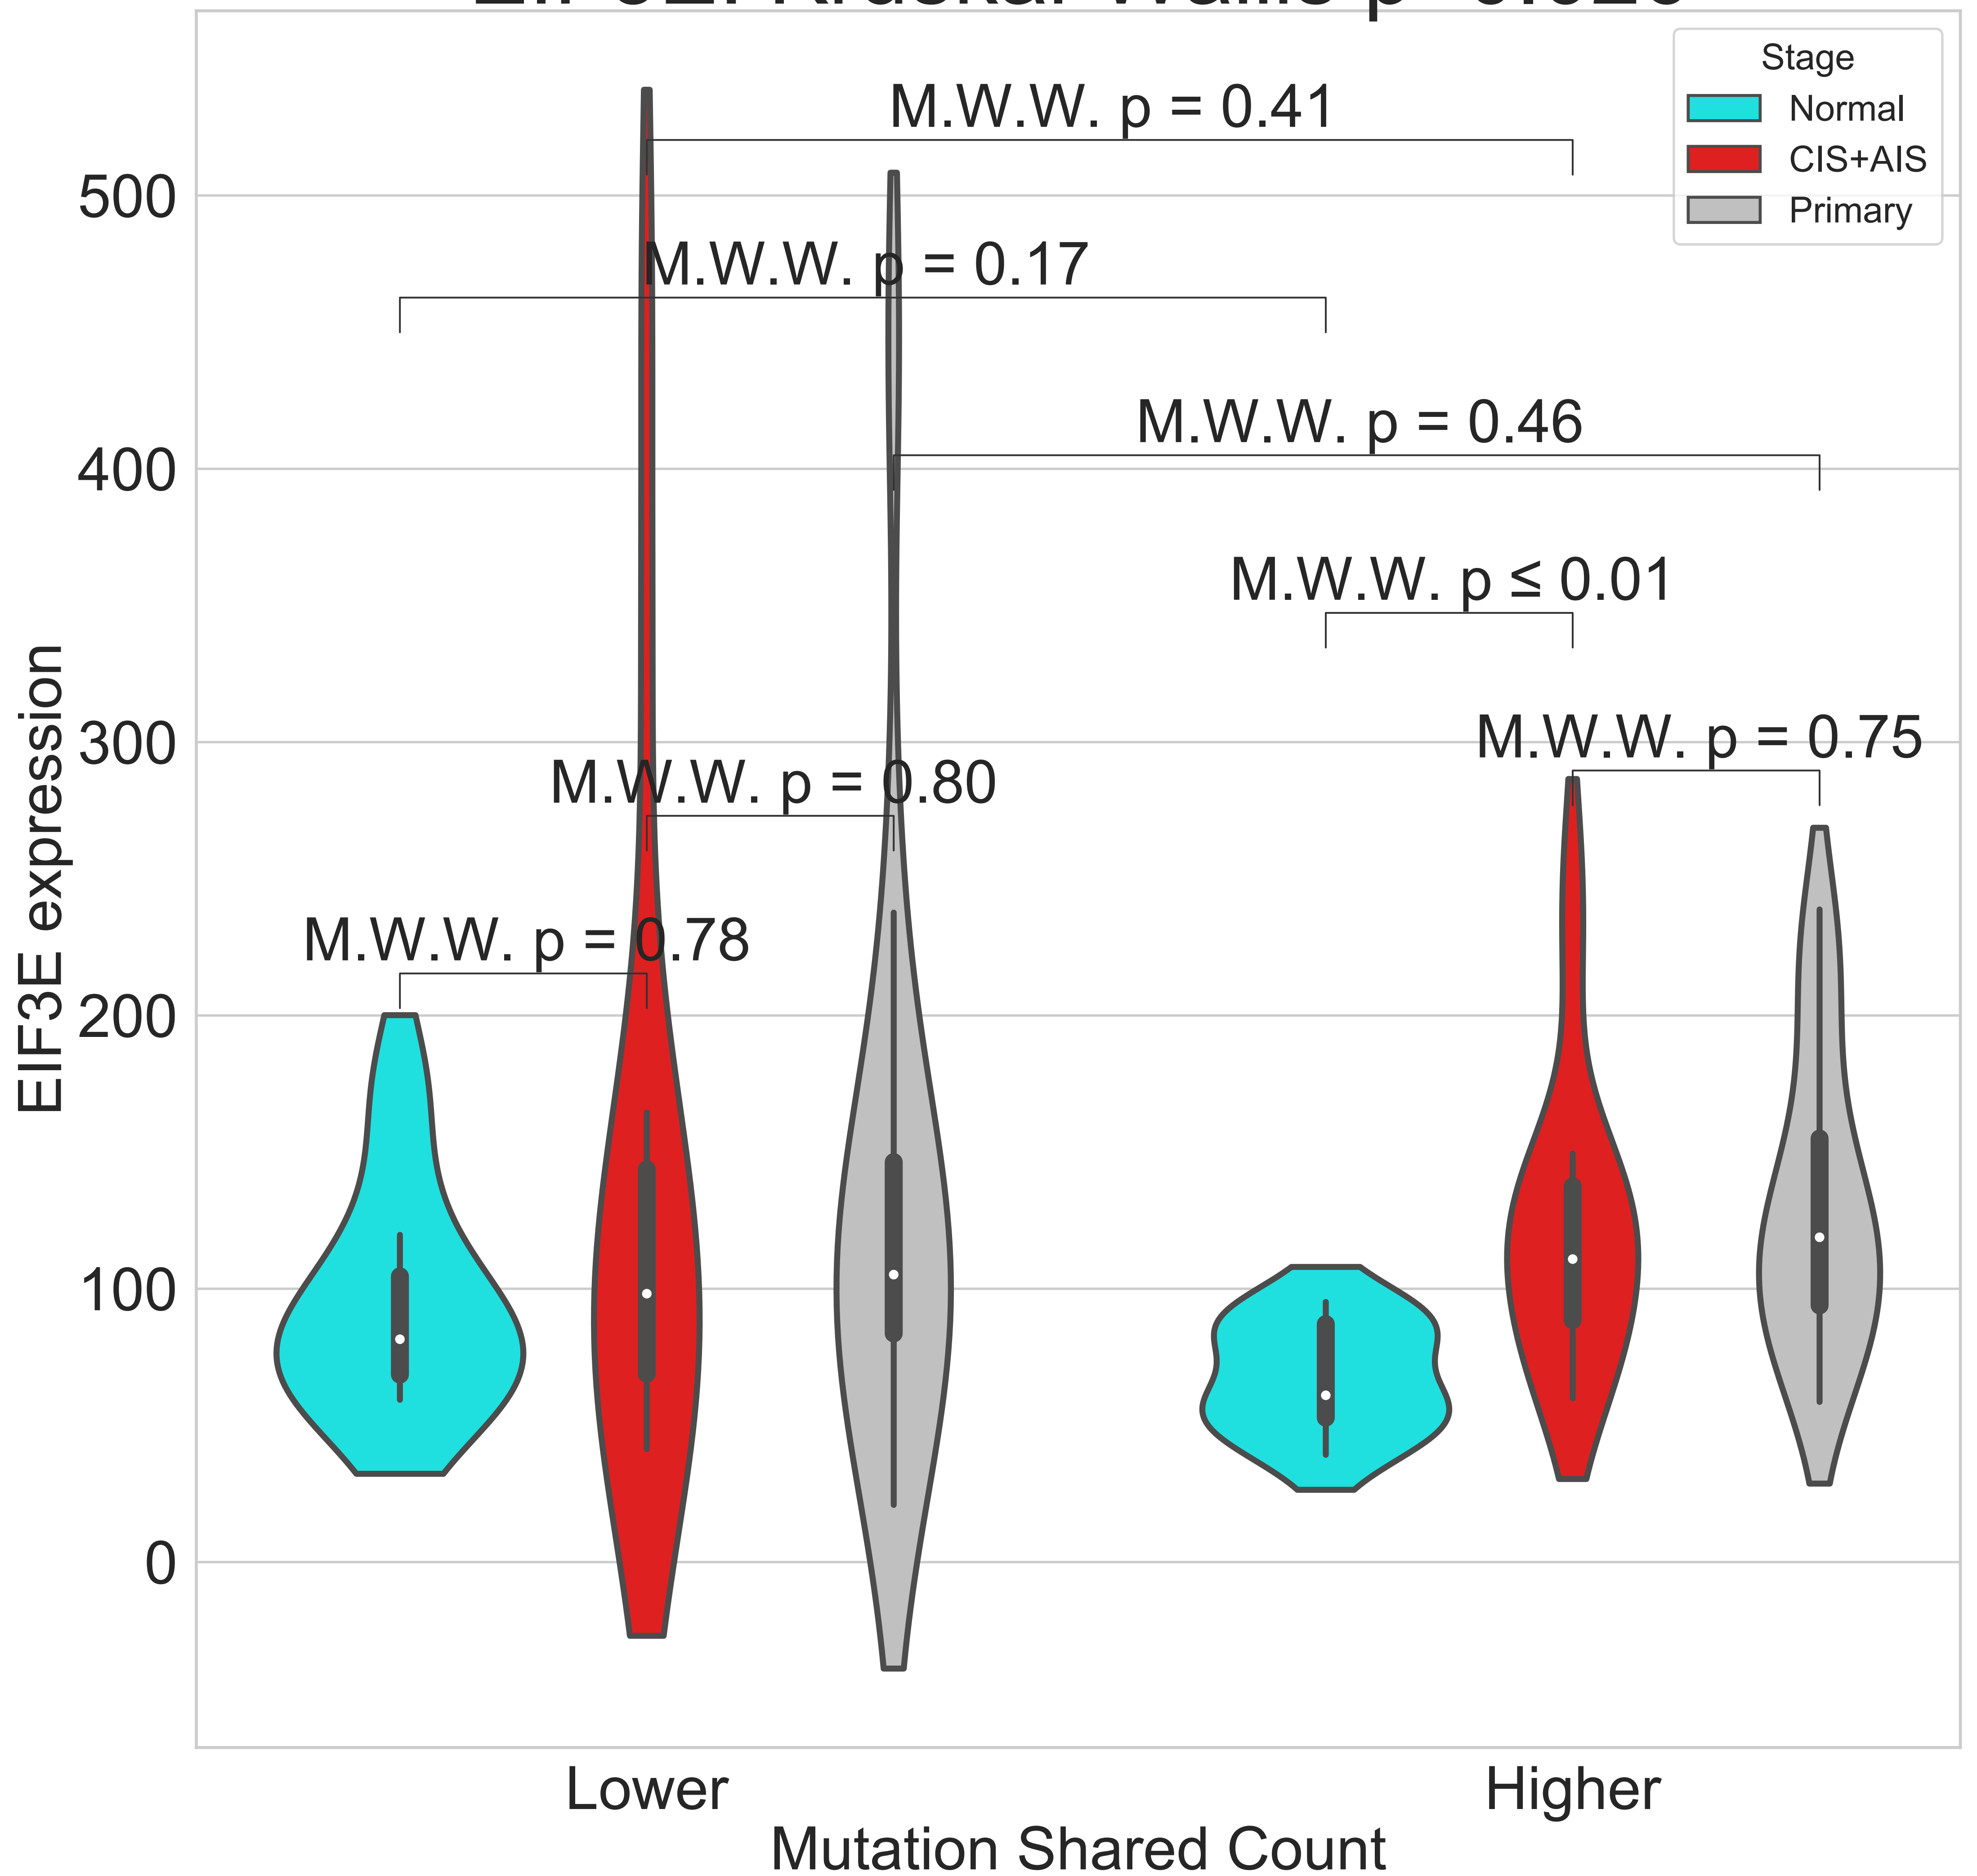 Stage
Normal
CIS+AIS
Primary
M.W.W. p = 0.41
M.W.W. p = 0.17
M.W.W. p = 0.46
M.W.W. p ≤ 0.01
M.W.W. p = 0.75
M.W.W. p = 0.80
M.W.W. p = 0.78
EIF3E expression
500
400
300
200
100
0
Lower
Higher
Mutation Shared Count